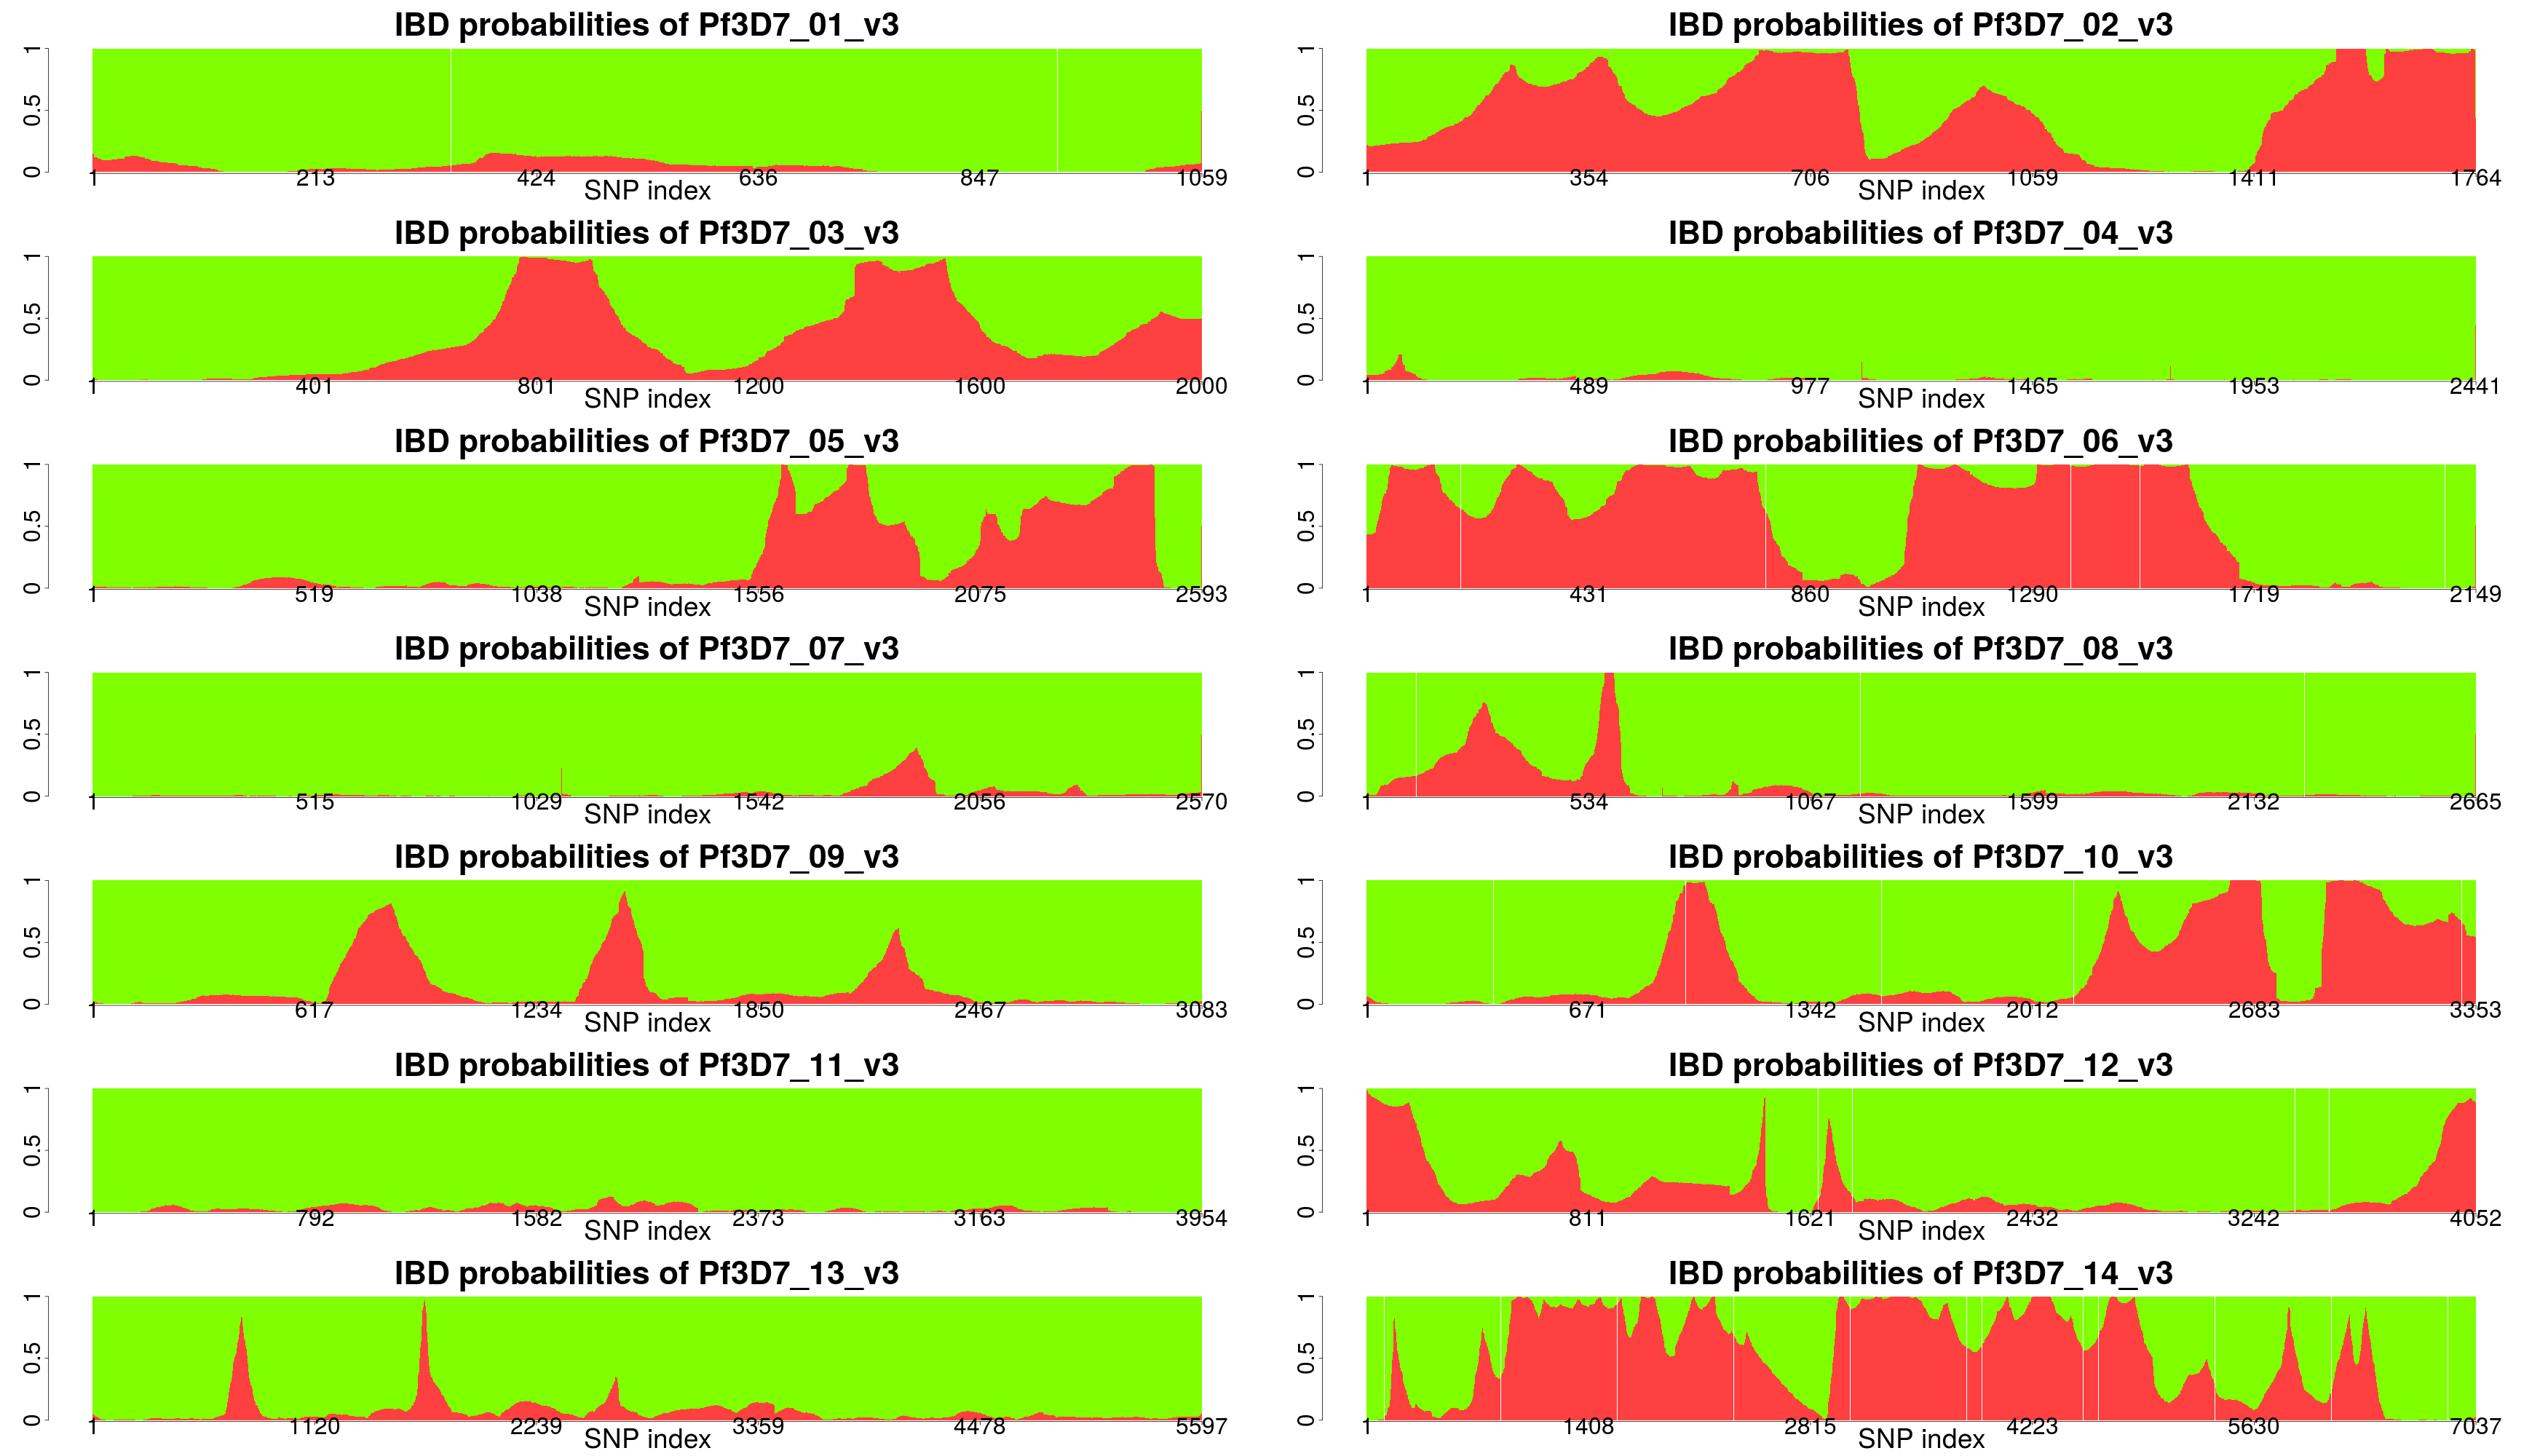 IBD probabilities of Pf3D7_01_v3
0 0.5 1
1 213 424 636 847 1059
SNP index
IBD probabilities of Pf3D7_02_v3
0 0.5 1
1 354 706 1059 1411 1764
SNP index
IBD probabilities of Pf3D7_03_v3
0 0.5 1
1 401 801 1200 1600 2000
SNP index
IBD probabilities of Pf3D7_04_v3
0 0.5 1
1 489 977 1465 1953 2441
SNP index
IBD probabilities of Pf3D7_05_v3
0 0.5 1
1 519 1038 1556 2075 2593
SNP index
IBD probabilities of Pf3D7_06_v3
0 0.5 1
1 431 860 1290 1719 2149
SNP index
IBD probabilities of Pf3D7_07_v3
0 0.5 1
1 515 1029 1542 2056 2570
SNP index
IBD probabilities of Pf3D7_08_v3
0 0.5 1
1 534 1067 1599 2132 2665
SNP index
IBD probabilities of Pf3D7_09_v3
0 0.5 1
1 617 1234 1850 2467 3083
SNP index
IBD probabilities of Pf3D7_10_v3
0 0.5 1
1 671 1342 2012 2683 3353
SNP index
IBD probabilities of Pf3D7_11_v3
0 0.5 1
1 792 1582 2373 3163 3954
SNP index
IBD probabilities of Pf3D7_12_v3
0 0.5 1
1 811 1621 2432 3242 4052
SNP index
IBD probabilities of Pf3D7_13_v3
0 0.5 1
1 1120 2239 3359 4478 5597
SNP index
IBD probabilities of Pf3D7_14_v3
0 0.5 1
1 1408 2815 4223 5630 7037
SNP index